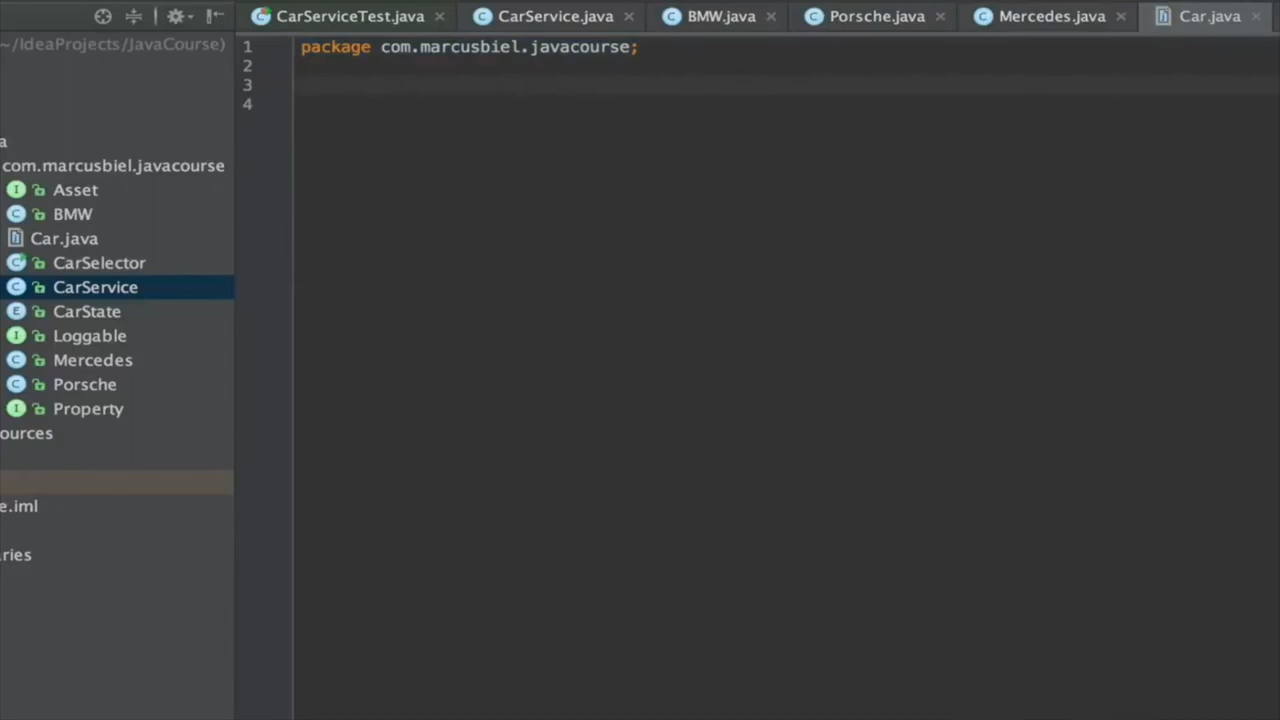 CarServiceTest.java CarService.java BMW.java Porsche.java Mercedes.java Car.java
~/IdeaProjects/JavaCourse)
1 package com.marcusbiel.javacourse;
2
3
4
a
com.marcusbiel.javacourse
I Asset
C BMW
Car.java
C CarSelector
C CarService
E CarState
I Loggable
C Mercedes
C Porsche
I Property
ources
e.iml
ries